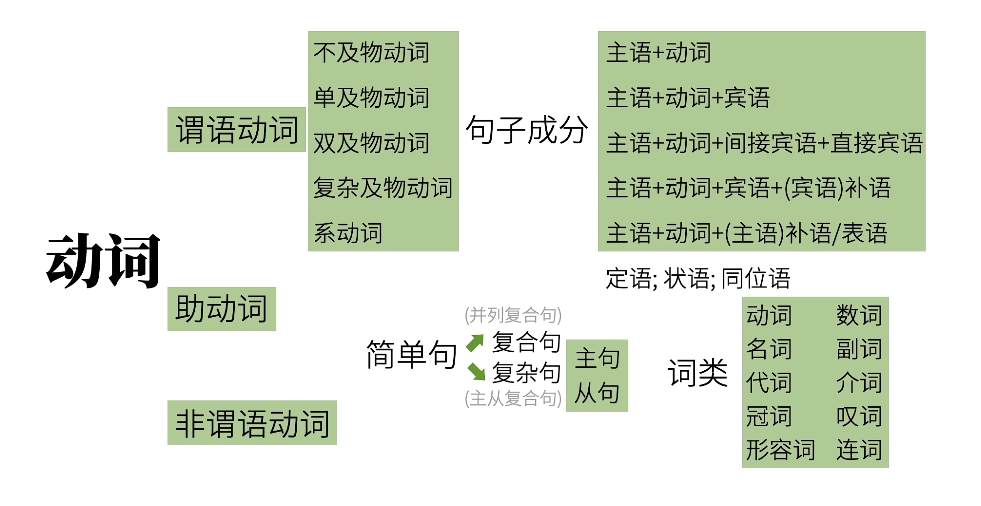 动词
谓语动词
不及物动词
单及物动词
双及物动词
复杂及物动词
系动词
句子成分
主语+动词
主语+动词+宾语
主语+动词+间接宾语+直接宾语
主语+动词+宾语+(宾语)补语
主语+动词+(主语)补语/表语
定语; 状语; 同位语
助动词
非谓语动词
简单句
(并列复合句)
复合句
复杂句
(主从复合句)
主句
从句
词类
动词 数词
名词 副词
代词 介词
冠词 叹词
形容词 连词